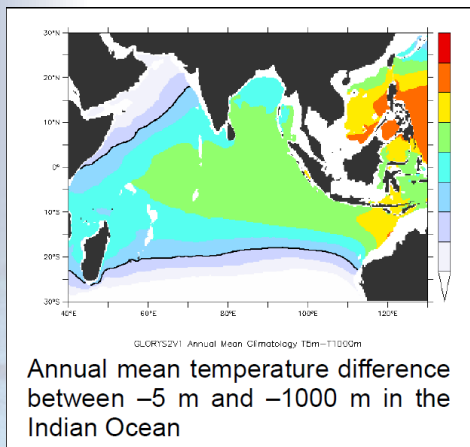 30°N
20°N
10°N
0°
10°S
20°S
30°S
40°E 60°E 80°E 100°E 120°E
GLORYS2V1 Annual Mean Climatology T5m-T1000m
Annual mean temperature difference
between –5 m and –1000 m in the
Indian Ocean